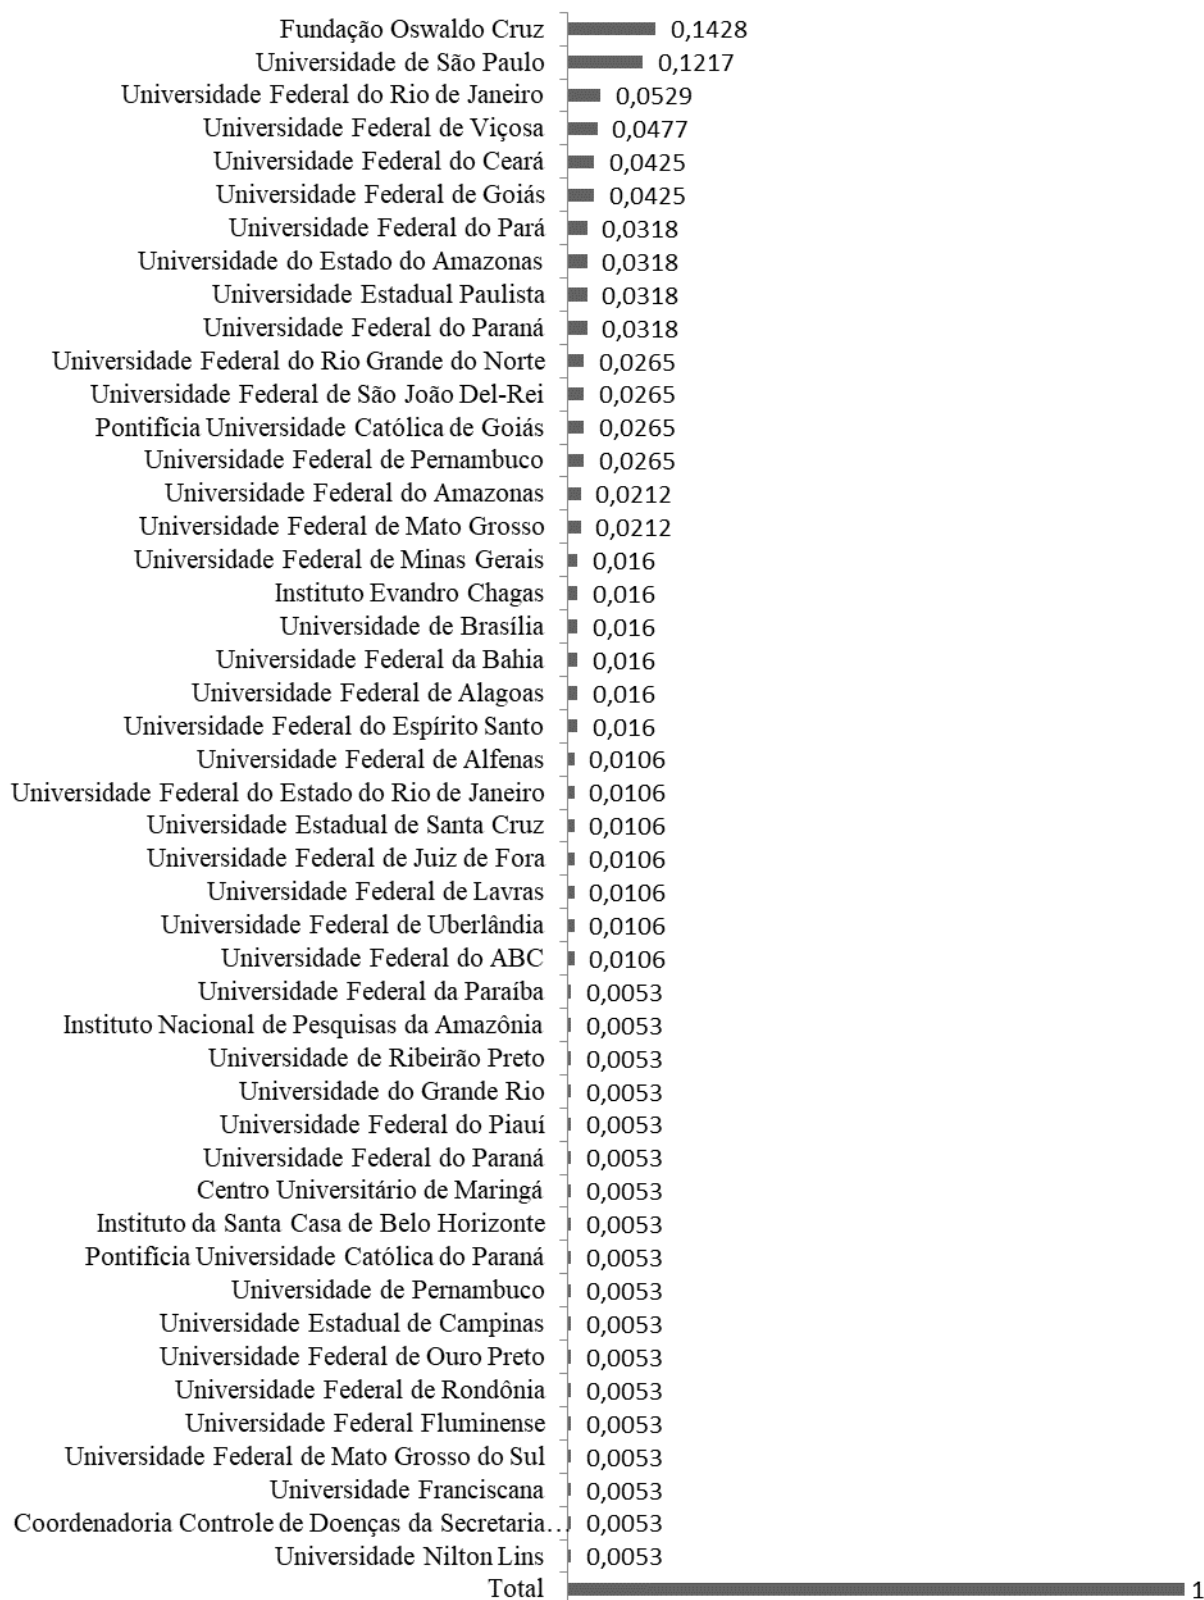 Fundação Oswaldo Cruz 0,1428
Universidade de São Paulo 0,1217
Universidade Federal do Rio de Janeiro 0,0529
Universidade Federal de Viçosa 0,0477
Universidade Federal do Ceará 0,0425
Universidade Federal de Goiás 0,0425
Universidade Federal do Pará 0,0318
Universidade do Estado do Amazonas 0,0318
Universidade Estadual Paulista 0,0318
Universidade Federal do Paraná 0,0318
Universidade Federal do Rio Grande do Norte 0,0265
Universidade Federal de São João Del-Rei 0,0265
Pontifícia Universidade Católica de Goiás 0,0265
Universidade Federal de Pernambuco 0,0265
Universidade Federal do Amazonas 0,0212
Universidade Federal de Mato Grosso 0,0212
Universidade Federal de Minas Gerais 0,016
Instituto Evandro Chagas 0,016
Universidade de Brasília 0,016
Universidade Federal da Bahia 0,016
Universidade Federal de Alagoas 0,016
Universidade Federal do Espírito Santo 0,016
Universidade Federal de Alfenas 0,0106
Universidade Federal do Estado do Rio de Janeiro 0,0106
Universidade Estadual de Santa Cruz 0,0106
Universidade Federal de Juiz de Fora 0,0106
Universidade Federal de Lavras 0,0106
Universidade Federal de Uberlândia 0,0106
Universidade Federal do ABC 0,0106
Universidade Federal da Paraíba 0,0053
Instituto Nacional de Pesquisas da Amazônia 0,0053
Universidade de Ribeirão Preto 0,0053
Universidade do Grande Rio 0,0053
Universidade Federal do Piauí 0,0053
Universidade Federal do Paraná 0,0053
Centro Universitário de Maringá 0,0053
Instituto da Santa Casa de Belo Horizonte 0,0053
Pontifícia Universidade Católica do Paraná 0,0053
Universidade de Pernambuco 0,0053
Universidade Estadual de Campinas 0,0053
Universidade Federal de Ouro Preto 0,0053
Universidade Federal de Rondônia 0,0053
Universidade Federal Fluminense 0,0053
Universidade Federal de Mato Grosso do Sul 0,0053
Universidade Franciscana 0,0053
Coordenadoria Controle de Doenças da Secretaria… 0,0053
Universidade Nilton Lins 0,0053
Total 1